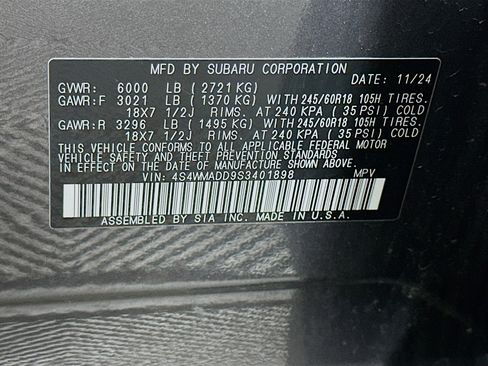 MFD BY SUBARU CORPORATION
GVWR: 6000 LB (2721 KG) DATE: 11/24
GAWR:F 3021 LB (1370 KG) WITH 245/60R18 105H TIRES.
18X7 1/2J RIMS. AT 240 KPA (35 PSI) COLD
GAWR:R 3296 LB (1495 KG) WITH 245/60R18 105H TIRES.
18X7 1/2J RIMS. AT 240 KPA (35 PSI) COLD
THIS VEHICLE CONFORMS TO ALL APPLICABLE FEDERAL MOTOR
VEHICLE SAFETY AND THEFT PREVENTION STANDARDS
IN EFFECT ON THE DATE OF MANUFACTURE SHOWN ABOVE.
VIN: 4S4WMADD9S3401898 MPV
ASSEMBLED BY SIA INC. IN U.S.A.